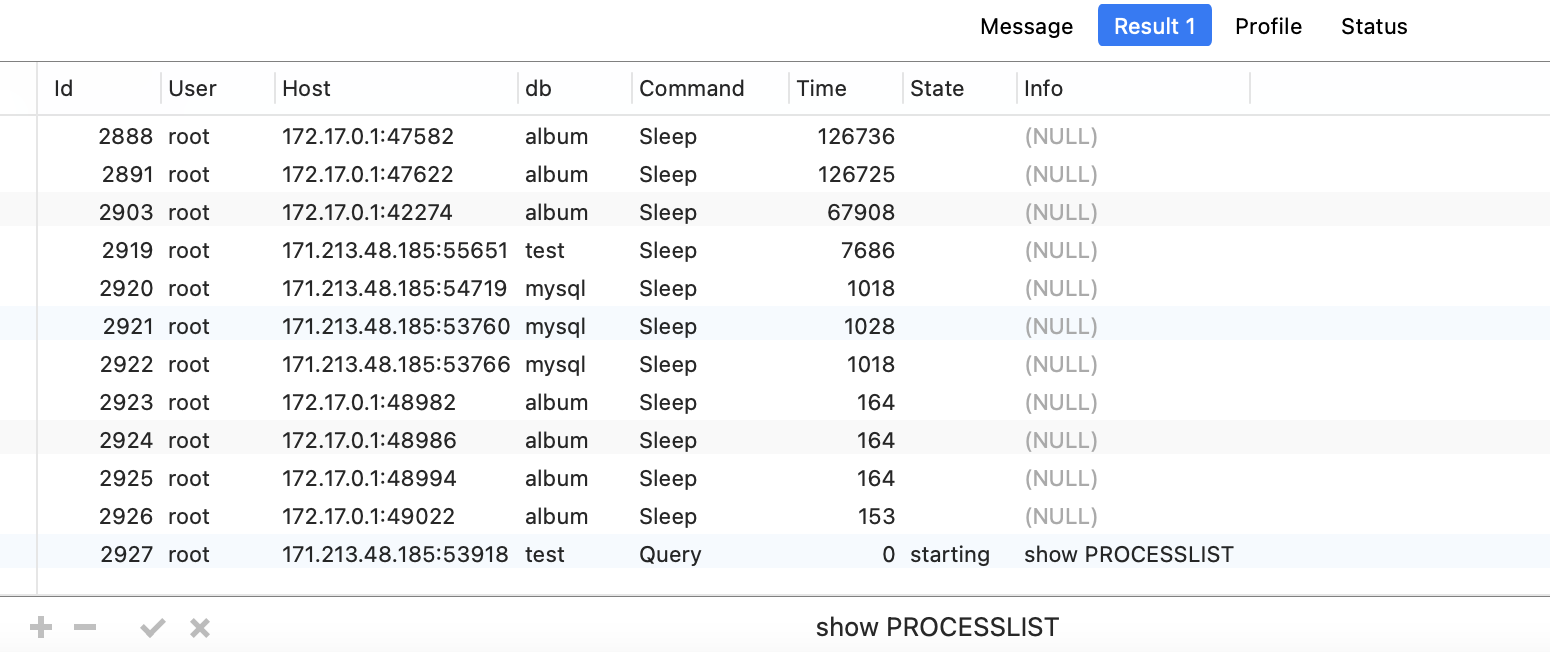 Message Result 1 Profile Status
Id User Host db Command Time State Info
2888 root 172.17.0.1:47582 album Sleep 126736 (NULL)
2891 root 172.17.0.1:47622 album Sleep 126725 (NULL)
2903 root 172.17.0.1:42274 album Sleep 67908 (NULL)
2919 root 171.213.48.185:55651 test Sleep 7686 (NULL)
2920 root 171.213.48.185:54719 mysql Sleep 1018 (NULL)
2921 root 171.213.48.185:53760 mysql Sleep 1028 (NULL)
2922 root 171.213.48.185:53766 mysql Sleep 1018 (NULL)
2923 root 172.17.0.1:48982 album Sleep 164 (NULL)
2924 root 172.17.0.1:48986 album Sleep 164 (NULL)
2925 root 172.17.0.1:48994 album Sleep 164 (NULL)
2926 root 172.17.0.1:49022 album Sleep 153 (NULL)
2927 root 171.213.48.185:53918 test Query 0 starting show PROCESSLIST
show PROCESSLIST